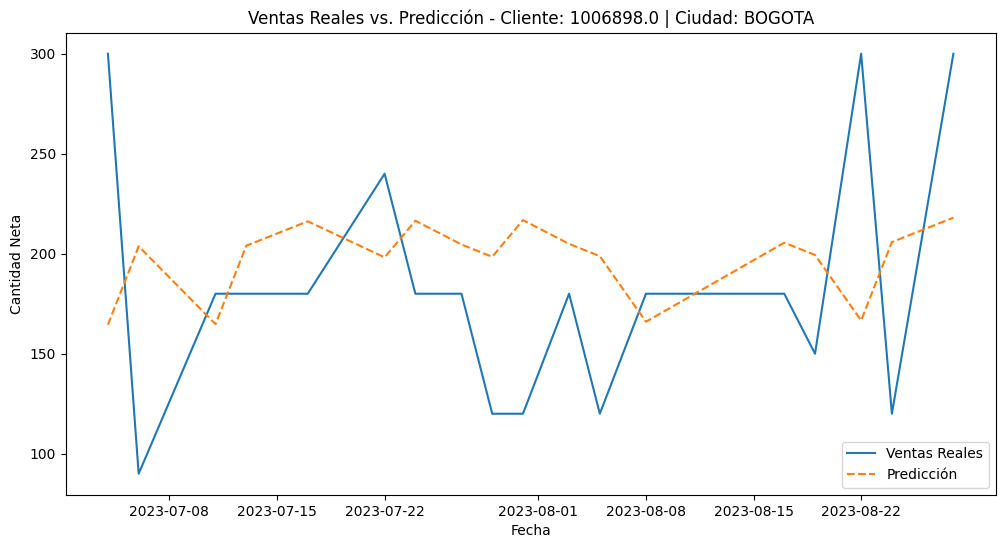 Ventas Reales vs. Predicción - Cliente: 1006898.0 | Ciudad: BOGOTA
Cantidad Neta
300
250
200
150
100
Ventas Reales
Predicción
2023-07-08 2023-07-15 2023-07-22 2023-08-01 2023-08-08 2023-08-15 2023-08-22
Fecha